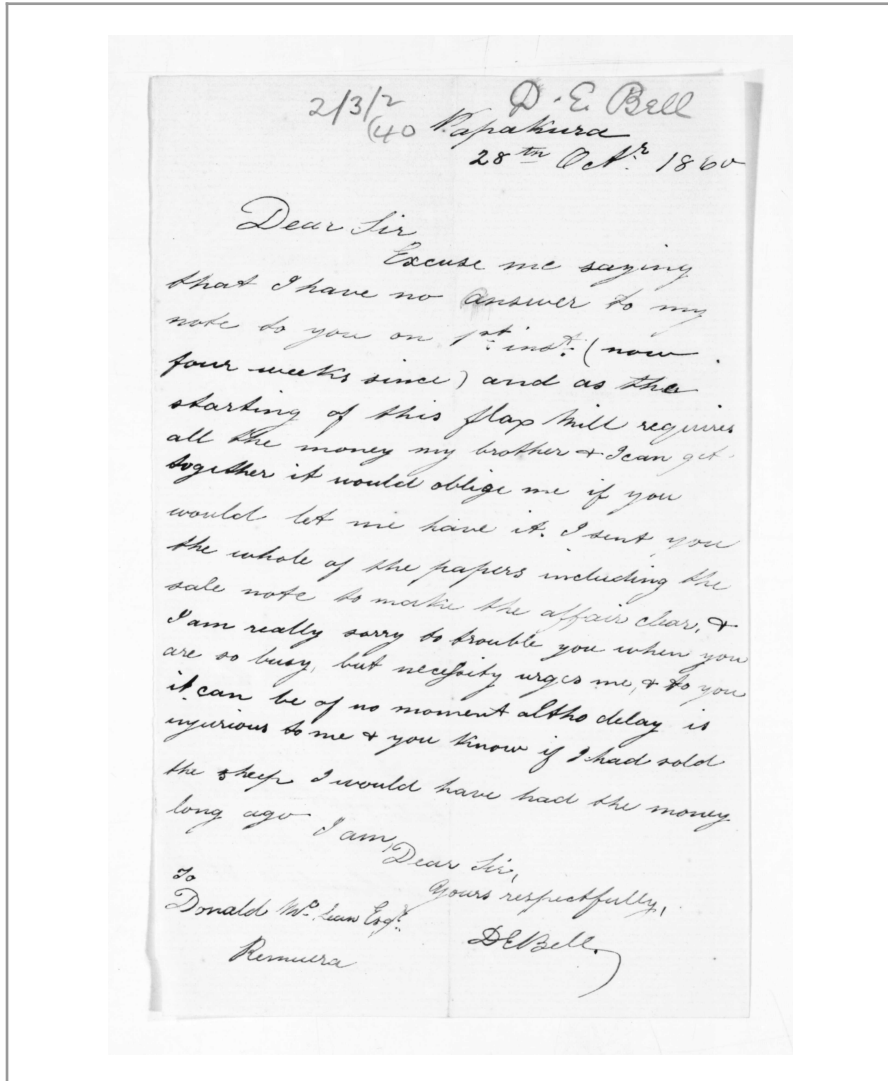 2/3/2
(40
D. E. Bell
Papakura
28th Octr. 1860
Dear Sir
Excuse me saying
that I have no answer to my
note to you on 1st. inst. (now
four weeks since) and as the
starting of this flax Mill requires
all the money my brother & I can get
together it would oblige me if you
would let me have it. I sent you
the whole of the papers including the
sale note to make the affair clear, &
I am really sorry to trouble you when you
are so busy, but necessity urges me, & to you
it can be of no moment altho delay is
injurious to me & you know if I had sold
the sheep I would have had the money
long ago I am,
Dear Sir,
Yours respectfully,
DEBell.
To
Donald McLean Esqr.
Remuera